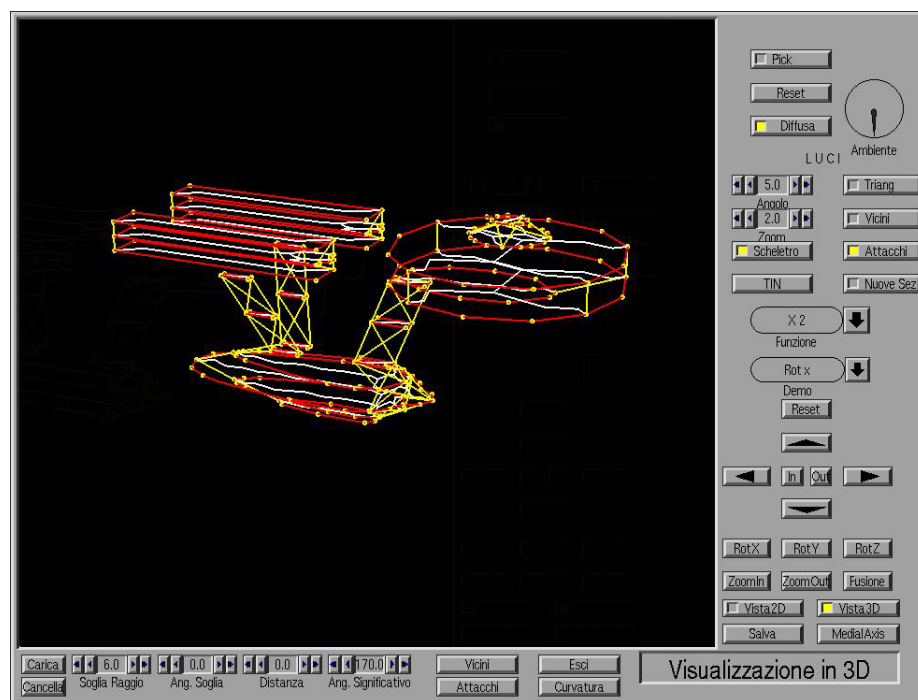 Pick
Reset
Diffusa
Ambiente
LUCI
5.0
Triang
Angolo
2.0
Vicini
Zoom
Scheletro
Attacchi
TIN
Nuove Sez
X 2
Funzione
Rot x
Demo
Reset
In
Out
RotX
RotY
RotZ
ZoomIn
ZoomOut
Fusione
Vista2D
Vista3D
Salva
MedialAxis
Carica
6.0
0.0
0.0
170.0
Vicini
Esci
Cancella
Soglia Raggio
Ang. Soglia
Distanza
Ang. Significativo
Attacchi
Curvatura
Visualizzazione in 3D